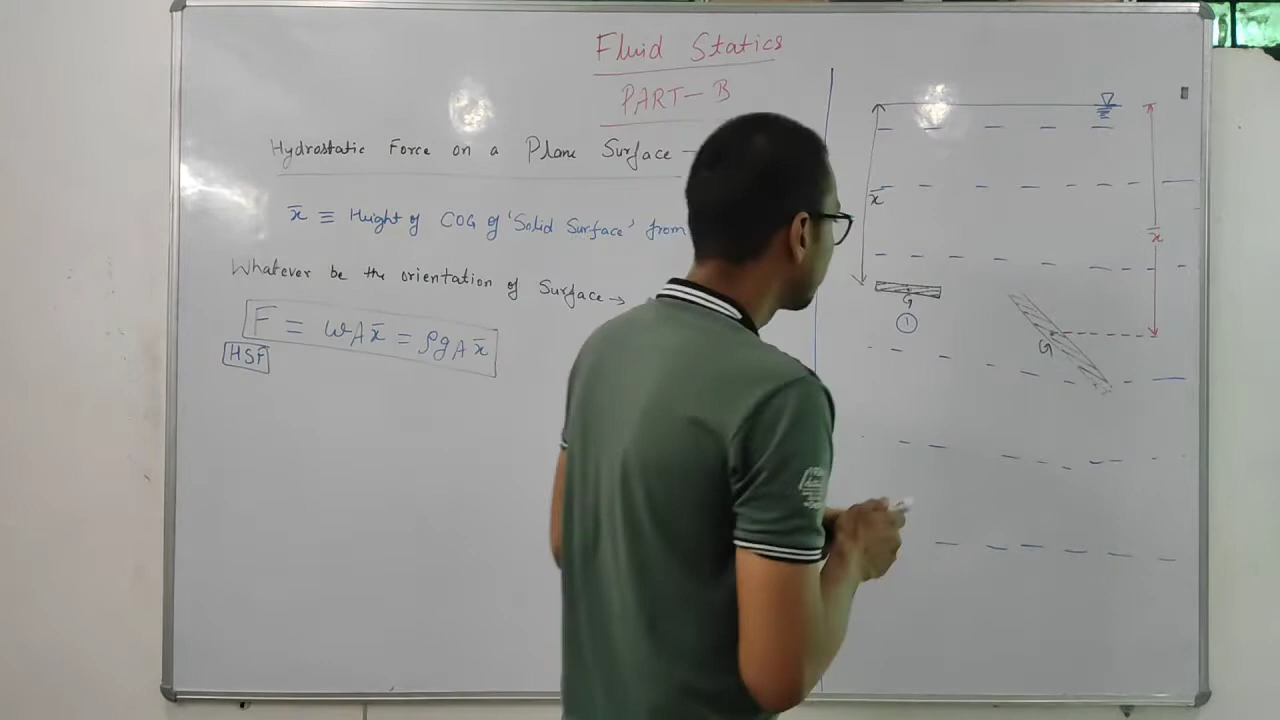 Fluid Statics
PART-B
Hydrostatic Force on a Plane Surface -
x̄ ≡ Height of COG of 'Solid Surface' from
Whatever be the orientation of Surface →
F = wAx̄ = ρgAx̄
HSF
x̄
x̄
G
1
G